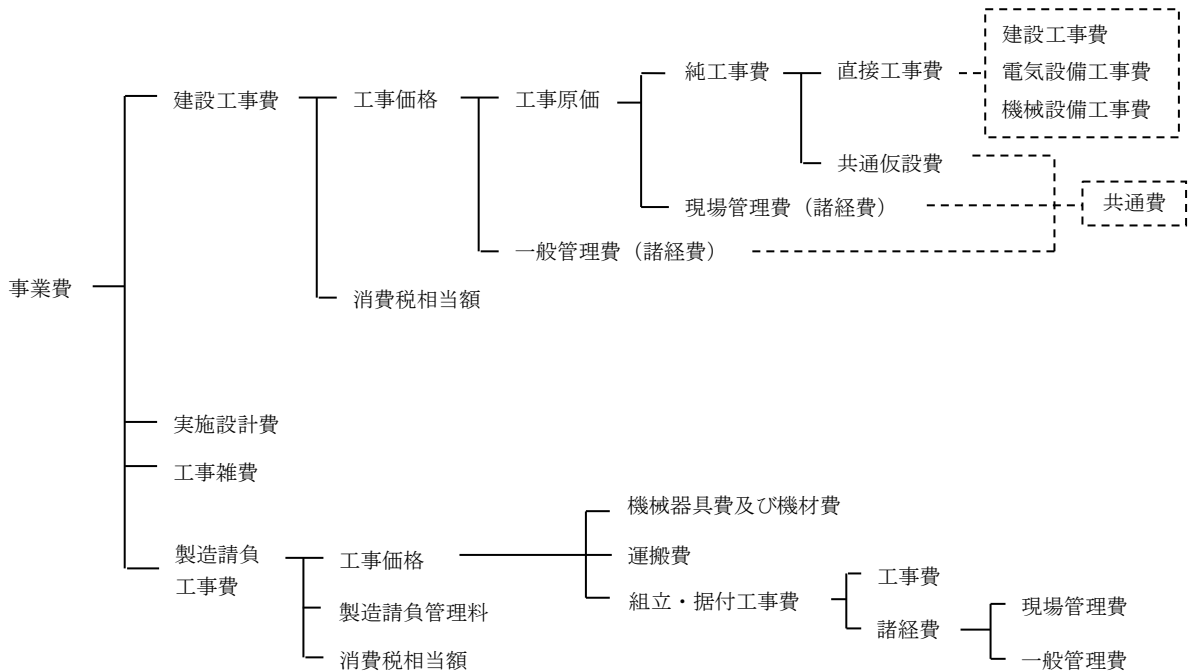 事業費
建設工事費
工事価格
工事原価
純工事費
直接工事費
建設工事費
電気設備工事費
機械設備工事費
共通仮設費
現場管理費（諸経費）
共通費
一般管理費（諸経費）
消費税相当額
実施設計費
工事雑費
製造請負
工事費
工事価格
機械器具費及び機材費
運搬費
組立・据付工事費
工事費
諸経費
現場管理費
一般管理費
製造請負管理料
消費税相当額